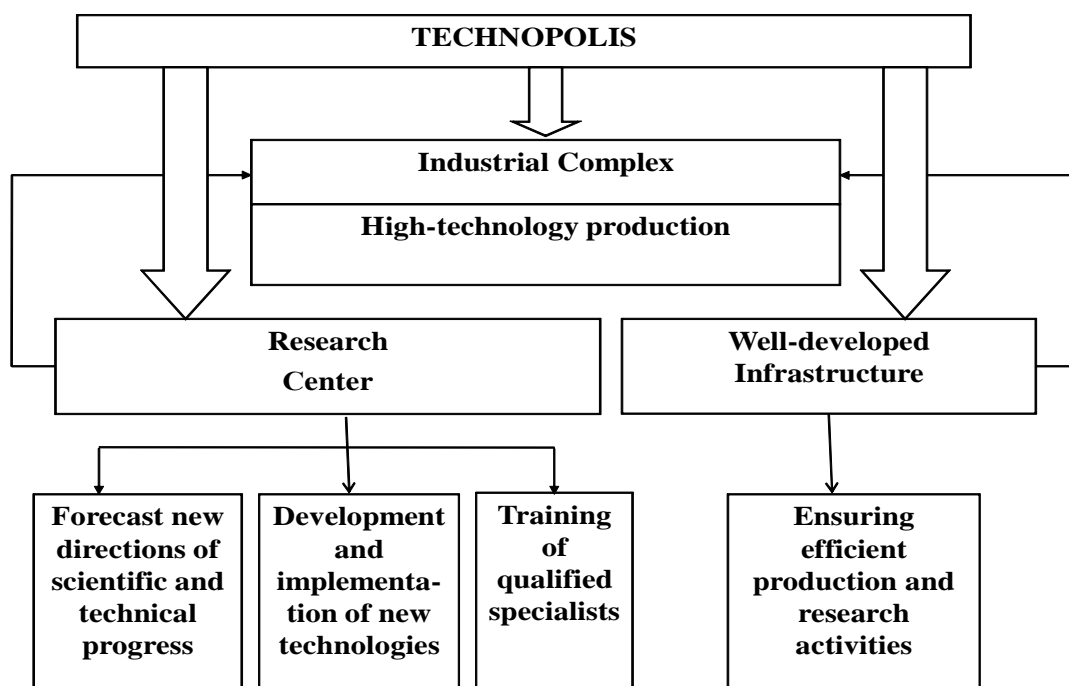 TECHNOPOLIS
Industrial Complex
High-technology production
Research
Center
Well-developed
Infrastructure
Forecast new
directions of
scientific and
technical
progress
Development
and
implementa-
tion of new
technologies
Training
of
qualified
specialists
Ensuring
efficient
production and
research
activities